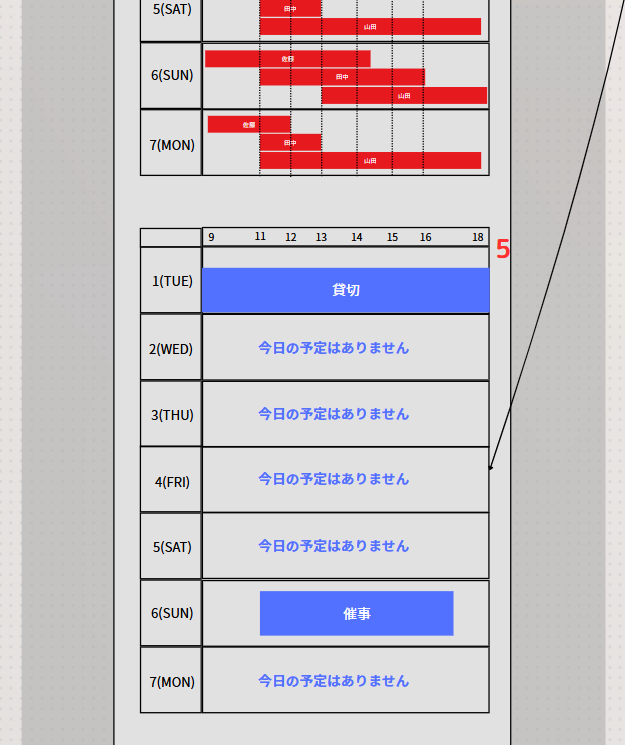 5(SAT)
田中
山田
6(SUN)
佐藤
田中
山田
7(MON)
佐藤
田中
山田
9 11 12 13 14 15 16 18
5
1(TUE)
貸切
2(WED)
今日の予定はありません
3(THU)
今日の予定はありません
4(FRI)
今日の予定はありません
5(SAT)
今日の予定はありません
6(SUN)
催事
7(MON)
今日の予定はありません